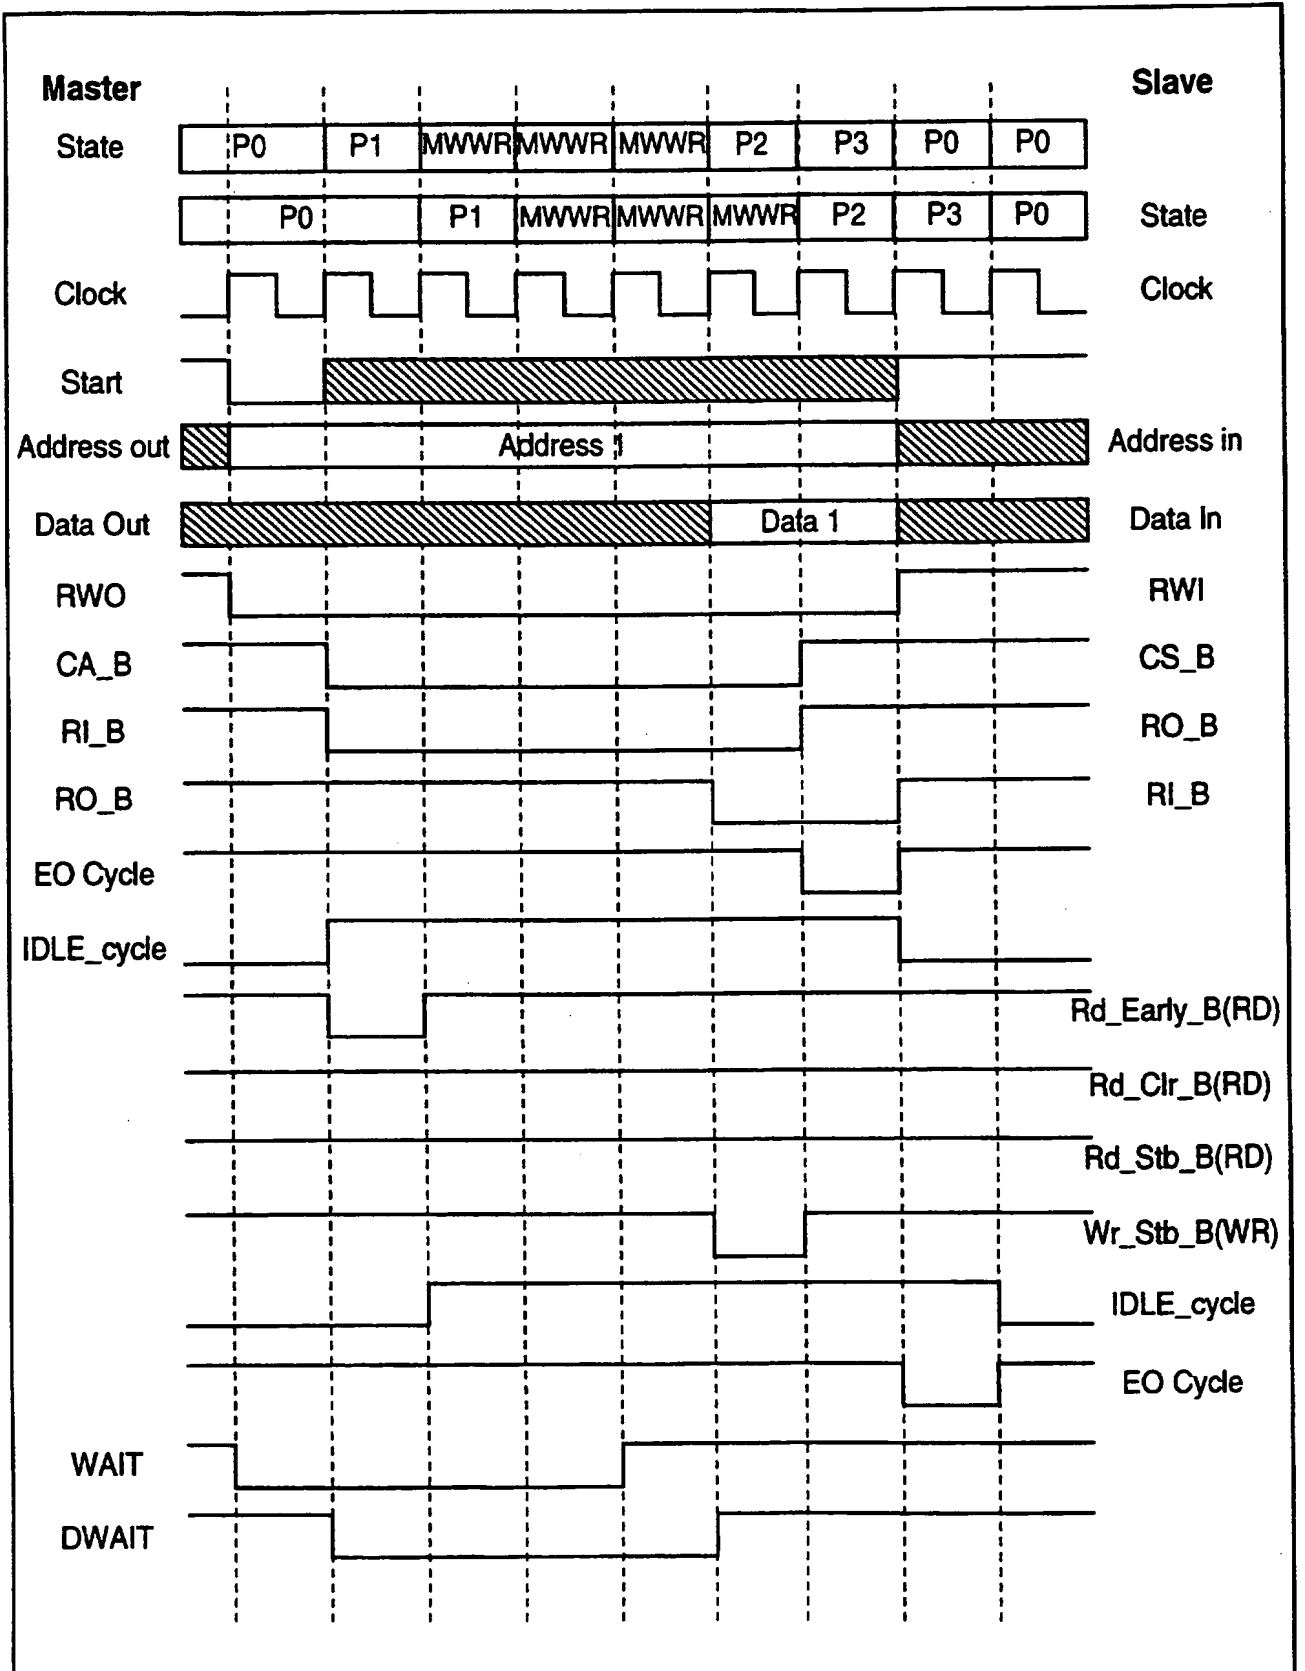 Master Slave
State P0 P1 MWWR MWWR MWWR P2 P3 P0 P0
P0 P1 MWWR MWWR MWWR P2 P3 P0 State
Clock Clock
Start
Address out Address 1 Address in
Data Out Data 1 Data In
RWO RWI
CA_B CS_B
RI_B RO_B
RO_B RI_B
EO Cycle
IDLE_cycle
Rd_Early_B(RD)
Rd_Clr_B(RD)
Rd_Stb_B(RD)
Wr_Stb_B(WR)
IDLE_cycle
EO Cycle
WAIT
DWAIT